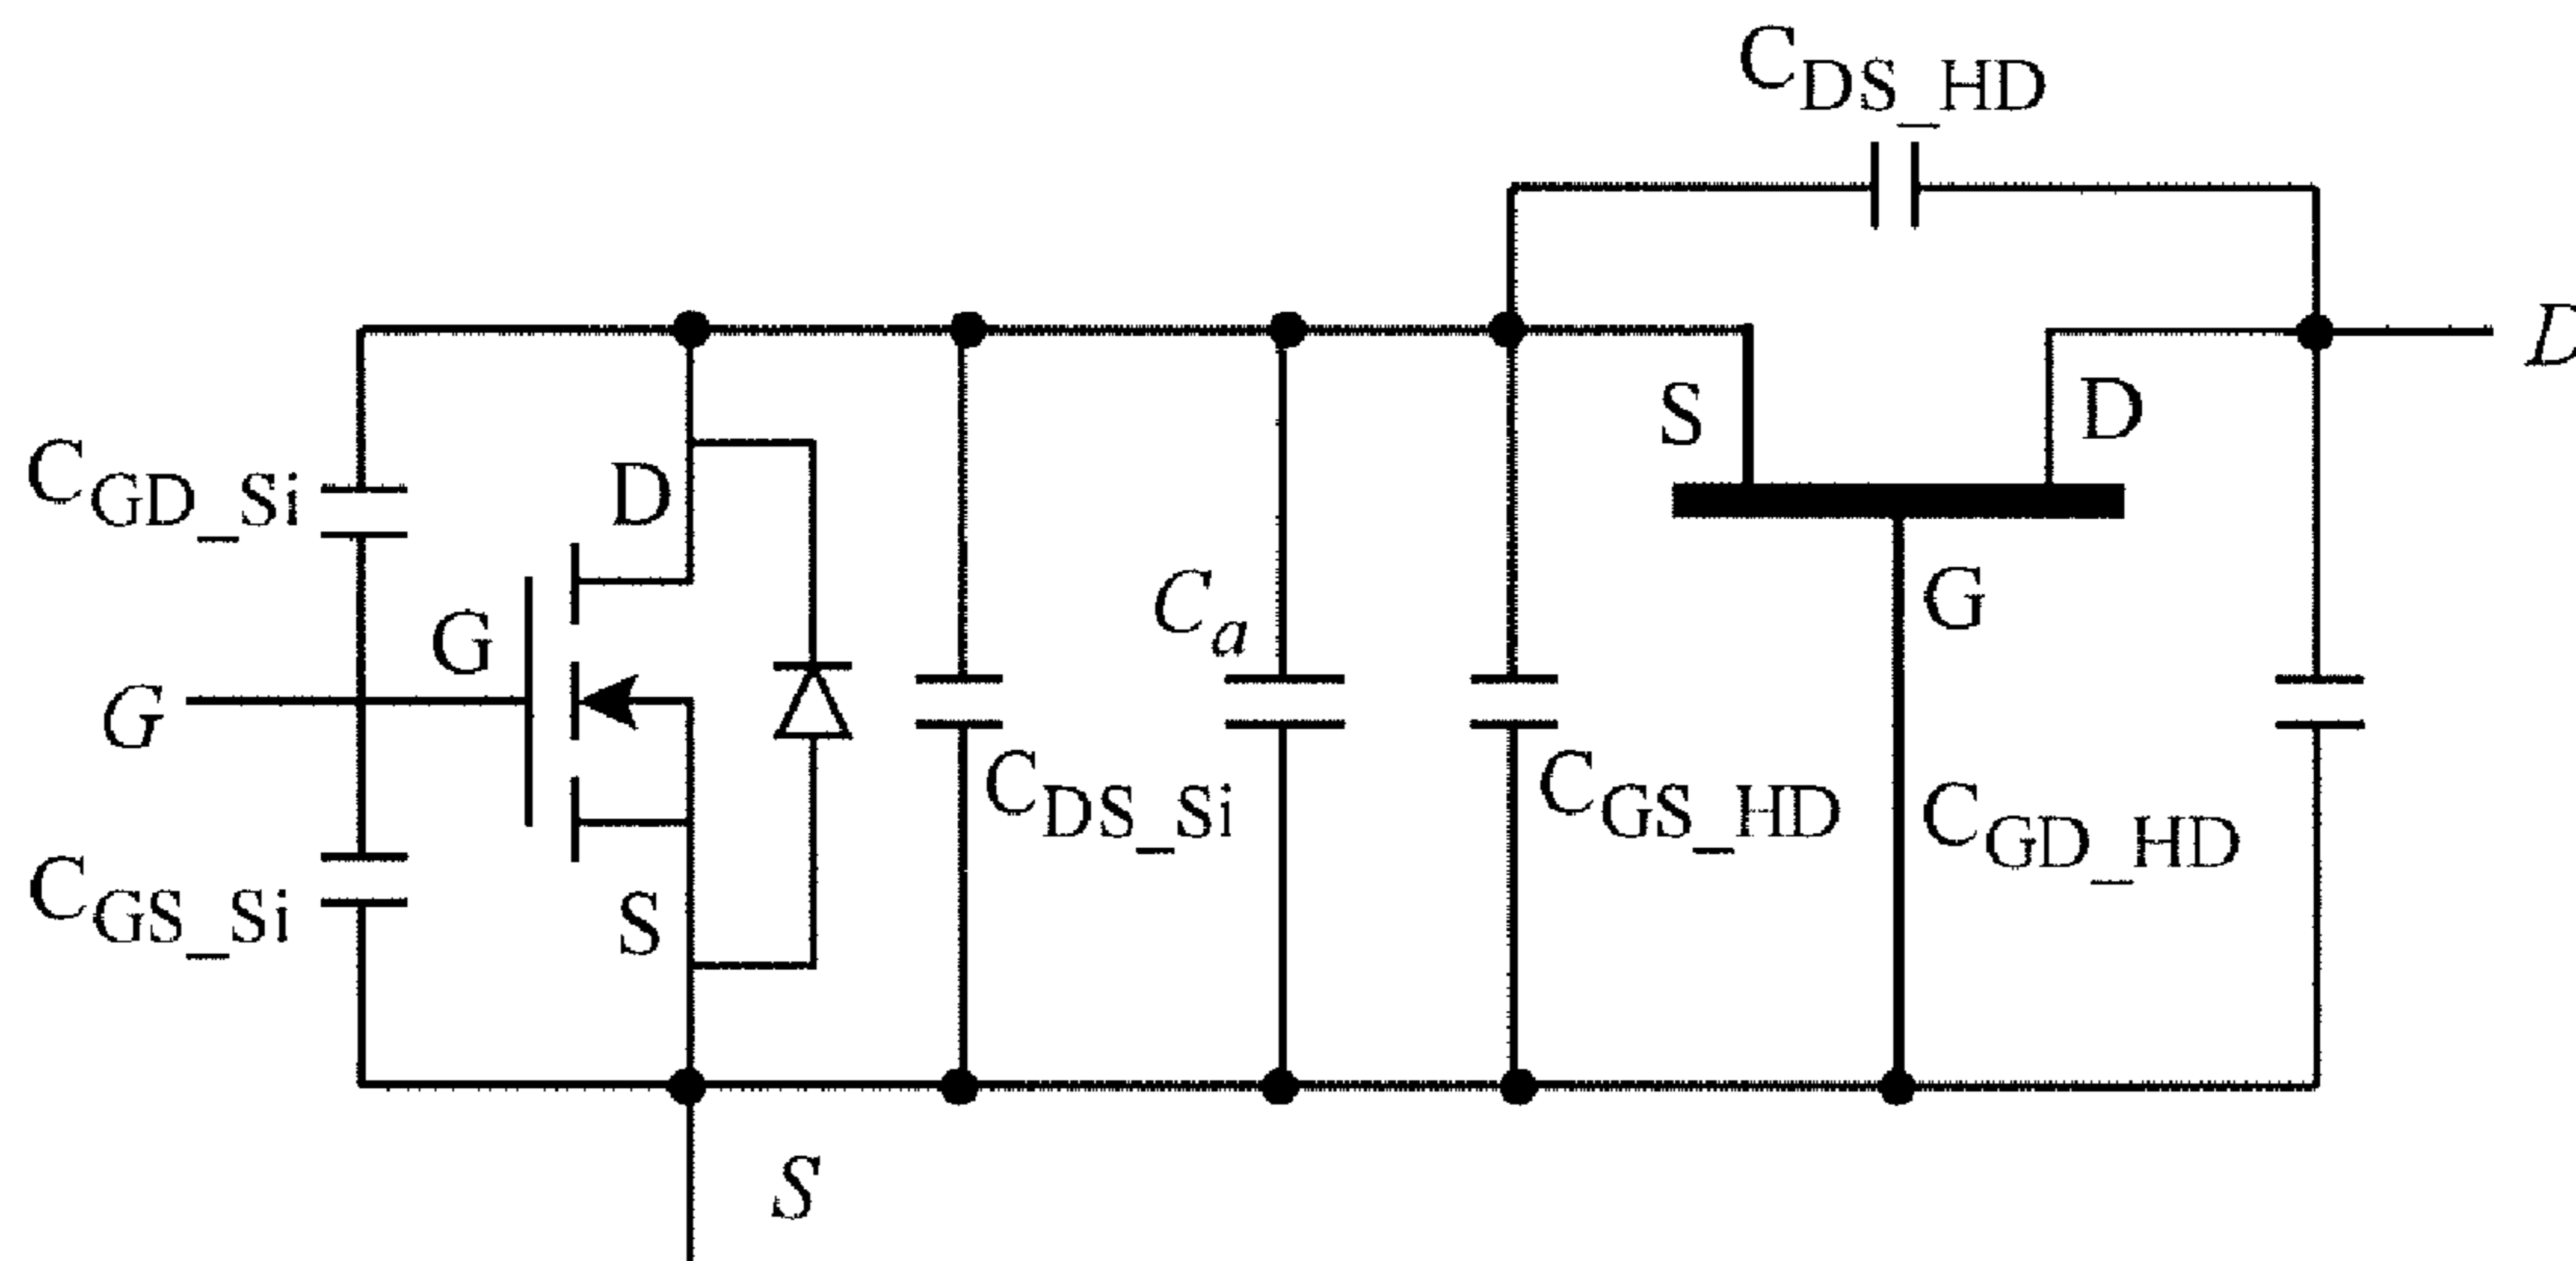 C_DS_HD
D
S
D
C_GD_Si
D
G
C_a
G
G
C_DS_Si
C_GS_HD
C_GD_HD
C_GS_Si
S
S